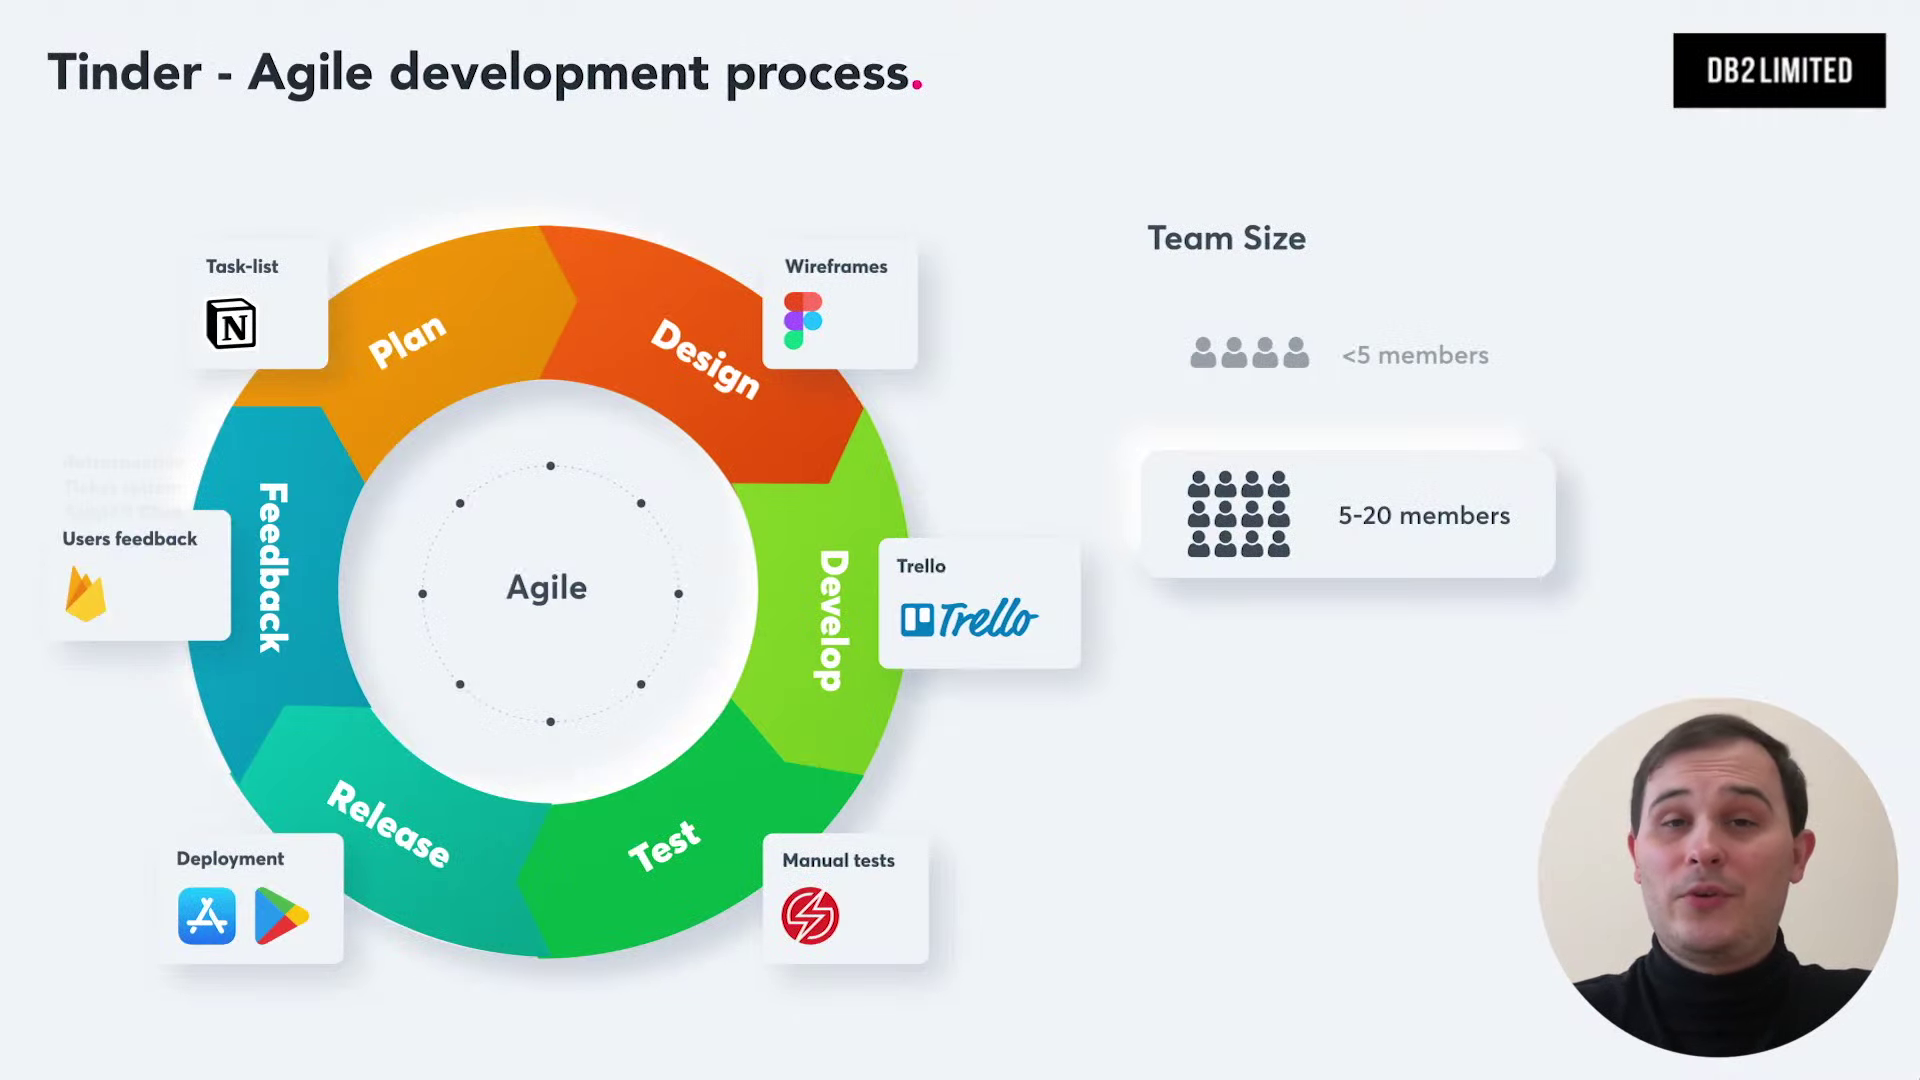 Tinder - Agile development process.
DB2 LIMITED
Task-list
N
Plan
Design
Wireframes
Team Size
<5 members
5-20 members
Users feedback
Feedback
Agile
Develop
Trello
Trello
Release
Test
Deployment
Manual tests